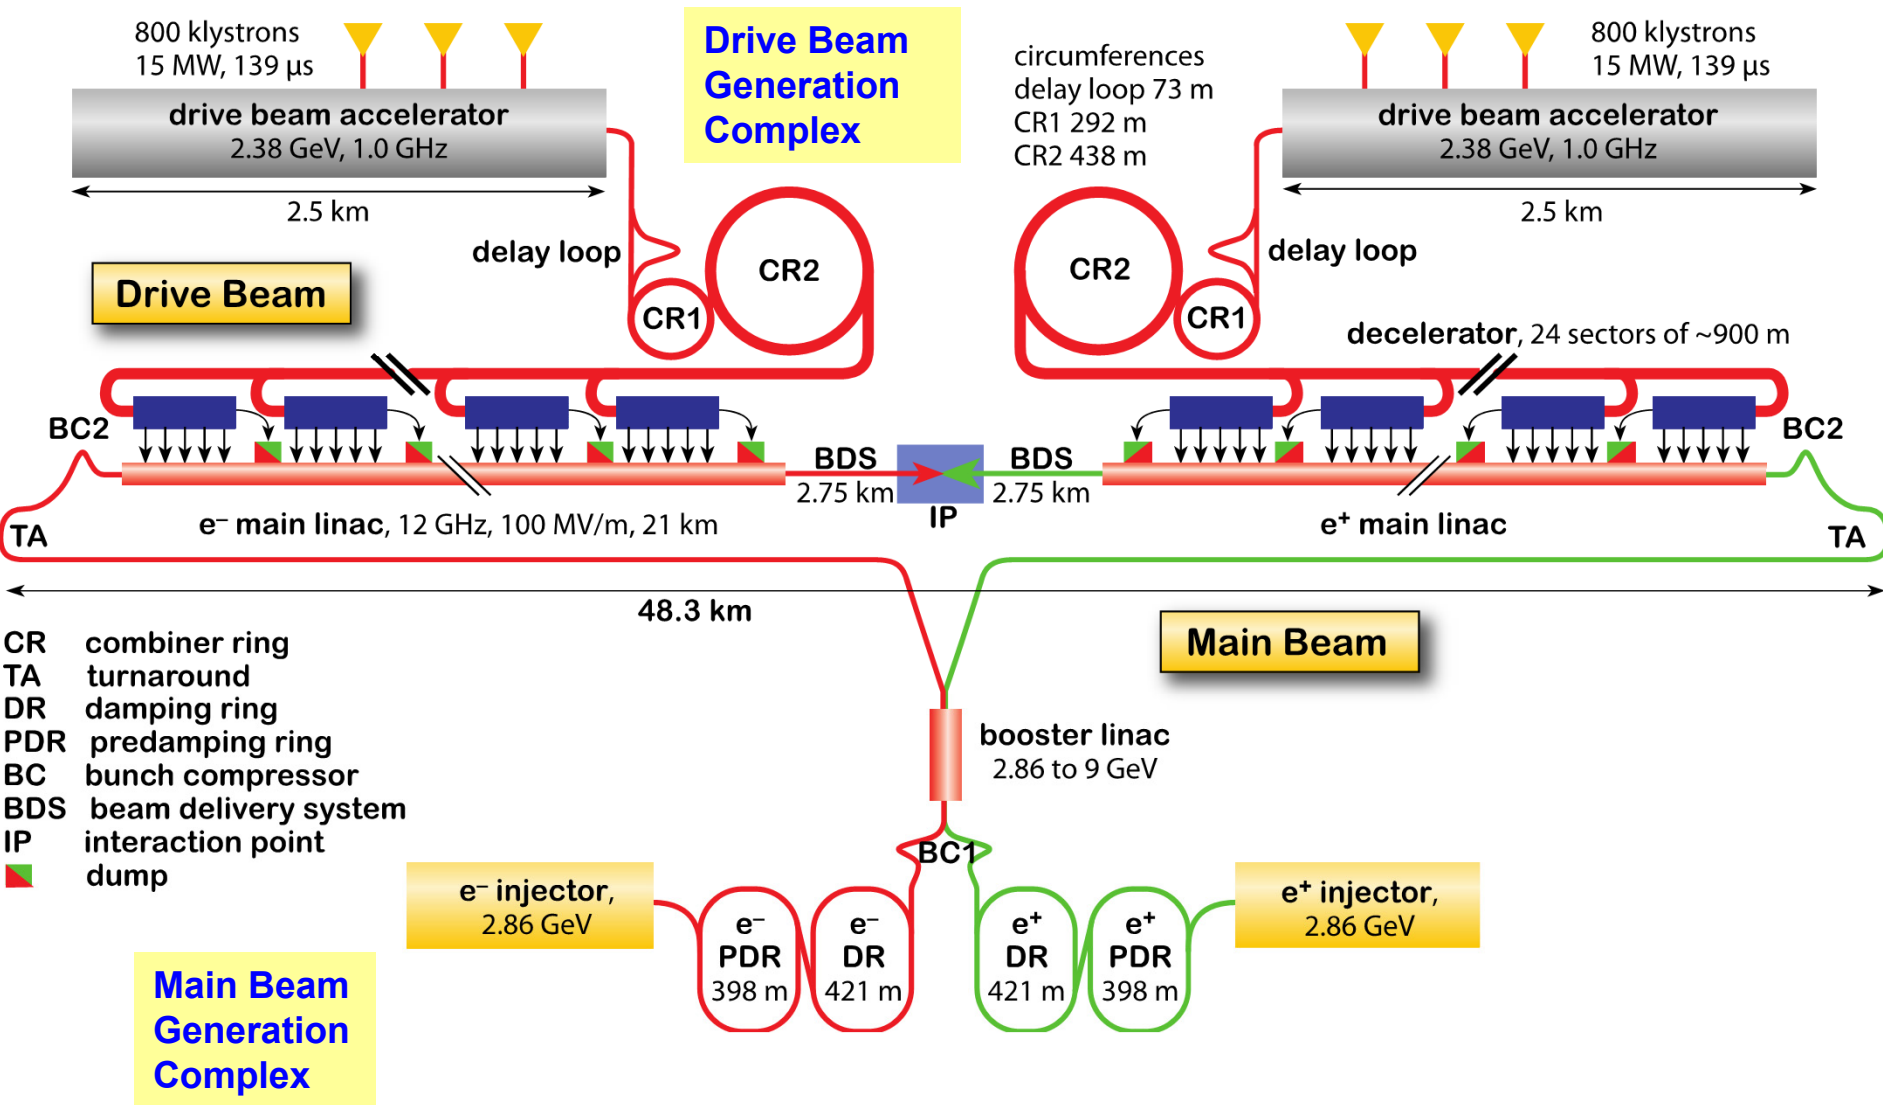 800 klystrons
15 MW, 139 µs
drive beam accelerator
2.38 GeV, 1.0 GHz
2.5 km
Drive Beam
Generation
Complex
circumferences
delay loop 73 m
CR1 292 m
CR2 438 m
800 klystrons
15 MW, 139 µs
drive beam accelerator
2.38 GeV, 1.0 GHz
2.5 km
delay loop
CR2
CR1
CR2
CR1
delay loop
Drive Beam
decelerator, 24 sectors of ~900 m
BC2
BC2
BDS
2.75 km
IP
BDS
2.75 km
TA
e⁻ main linac, 12 GHz, 100 MV/m, 21 km
e⁺ main linac
TA
48.3 km
Main Beam
CR combiner ring
TA turnaround
DR damping ring
PDR predamping ring
BC bunch compressor
BDS beam delivery system
IP interaction point
dump
booster linac
2.86 to 9 GeV
BC1
e⁻ injector,
2.86 GeV
e⁻
PDR
398 m
e⁻
DR
421 m
e⁺
DR
421 m
e⁺
PDR
398 m
e⁺ injector,
2.86 GeV
Main Beam
Generation
Complex